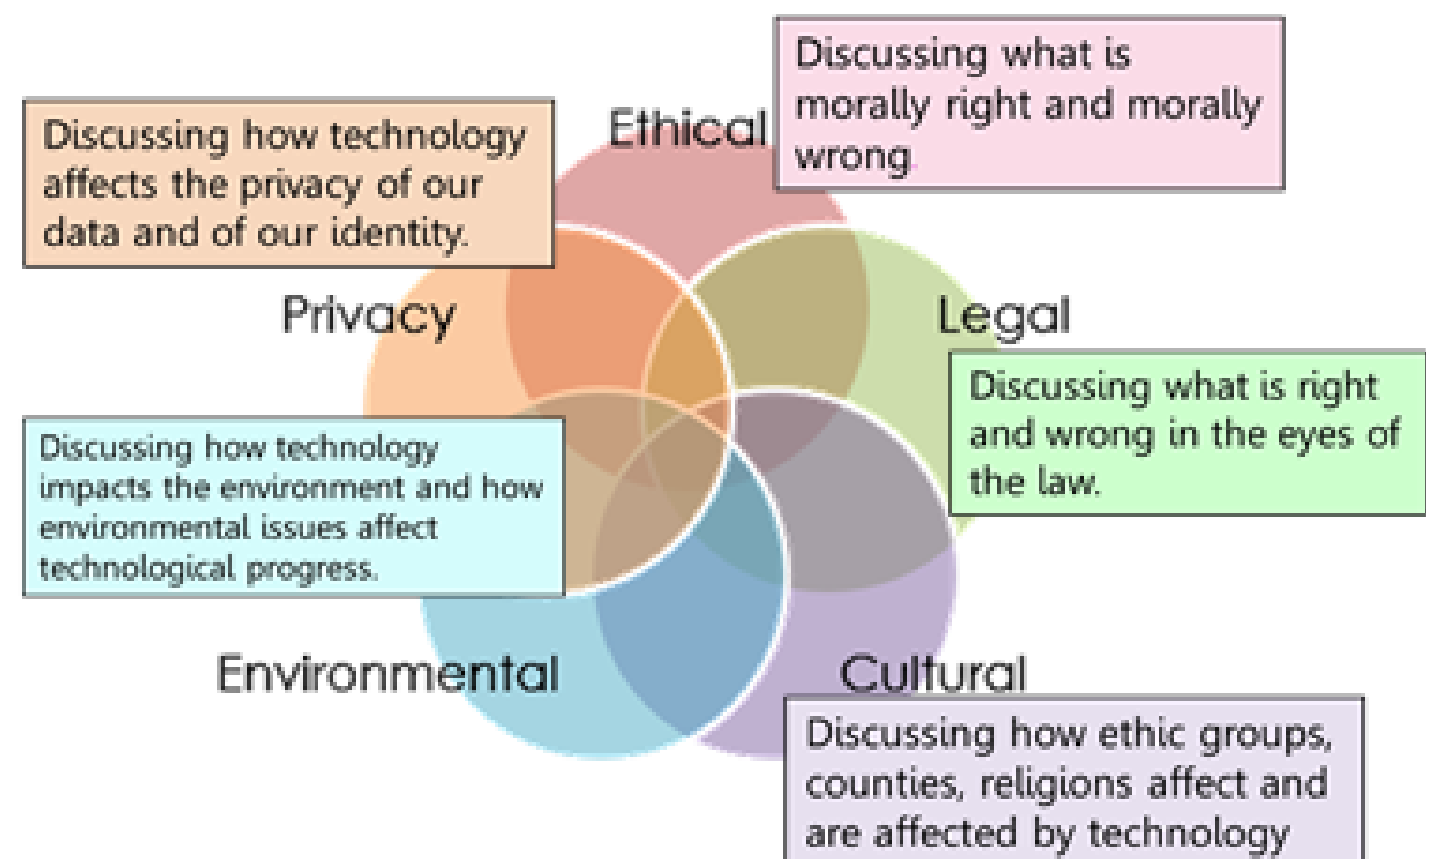 Ethical
Discussing what is
morally right and morally
wrong.
Discussing how technology
affects the privacy of our
data and of our identity.
Privacy
Legal
Discussing what is right
and wrong in the eyes of
the law.
Discussing how technology
impacts the environment and how
environmental issues affect
technological progress.
Environmental
Cultural
Discussing how ethic groups,
counties, religions affect and
are affected by technology